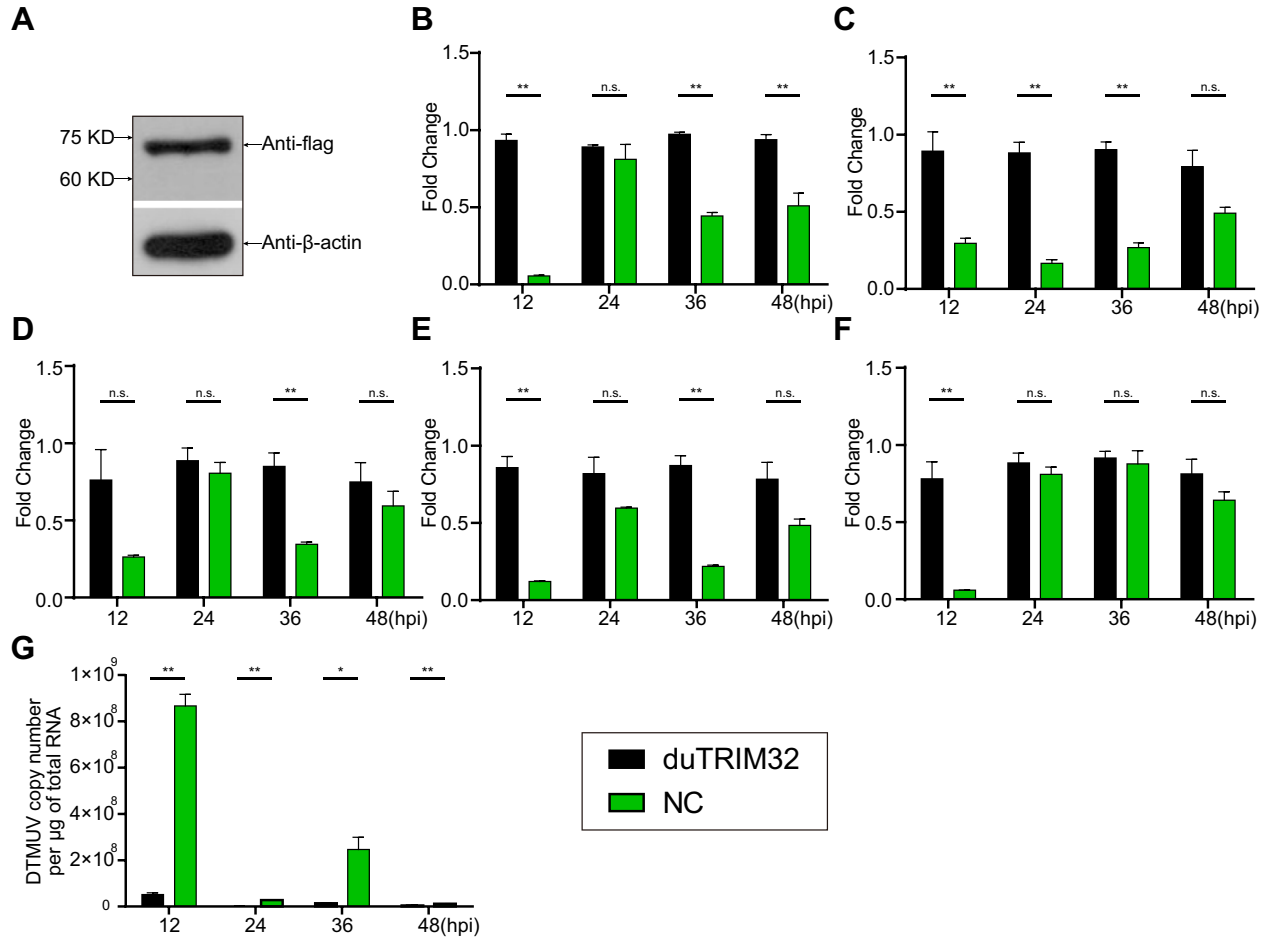 A
75 KD
Anti-flag
60 KD
Anti-β-actin
B
Fold Change
1.5
1.0
0.5
0.0
**
n.s.
**
**
12
24
36
48(hpi)
C
Fold Change
1.5
1.0
0.5
0.0
**
**
**
n.s.
12
24
36
48(hpi)
D
Fold Change
1.5
1.0
0.5
0.0
n.s.
n.s.
**
n.s.
12
24
36
48(hpi)
E
Fold Change
1.5
1.0
0.5
0.0
**
n.s.
**
n.s.
12
24
36
48(hpi)
F
Fold Change
1.5
1.0
0.5
0.0
**
n.s.
n.s.
n.s.
12
24
36
48(hpi)
G
DTMUV copy number
per μg of total RNA
1×10⁹
8×10⁸
6×10⁸
4×10⁸
2×10⁸
0
**
**
*
**
12
24
36
48(hpi)
duTRIM32
NC